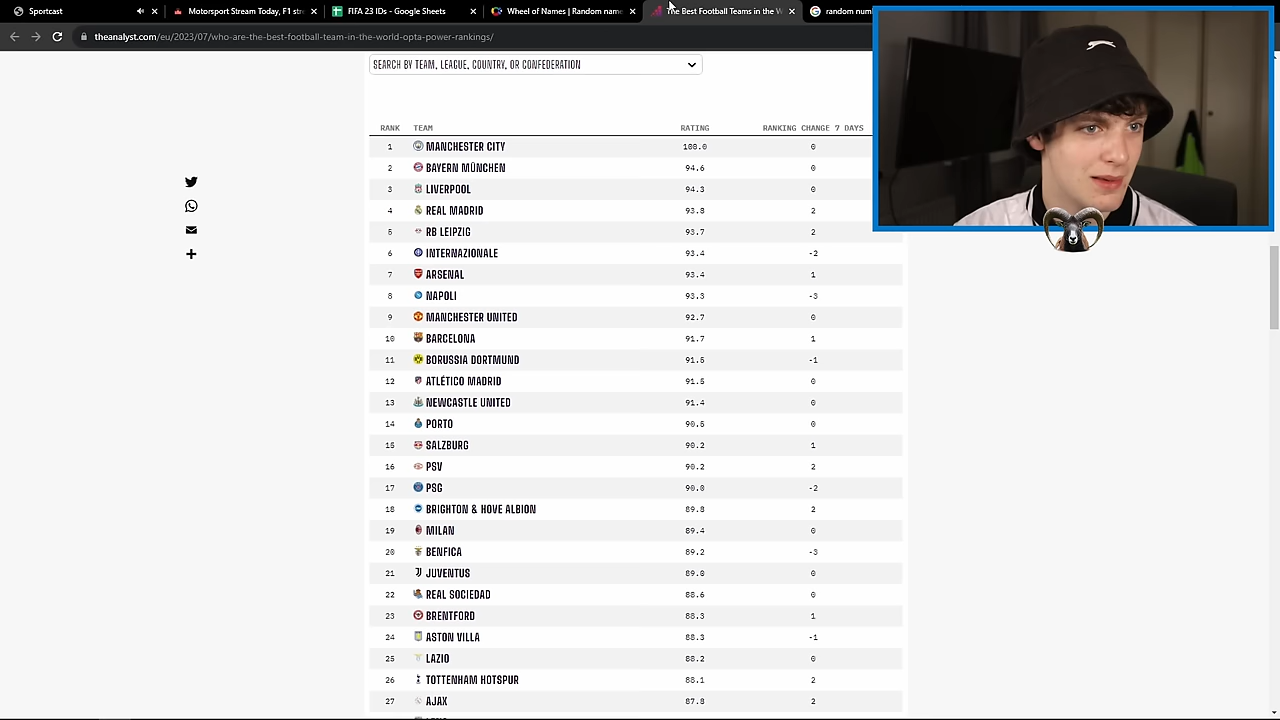 Sportcast
Motorsport Stream Today, F1 str
FIFA 23 IDs - Google Sheets
Wheel of Names | Random name
The Best Football Teams in the W
random num
theanalyst.com/eu/2023/07/who-are-the-best-football-team-in-the-world-opta-power-rankings/
SEARCH BY TEAM, LEAGUE, COUNTRY, OR CONFEDERATION
RANK TEAM RATING RANKING CHANGE 7 DAYS
1 MANCHESTER CITY 100.0 0
2 BAYERN MÜNCHEN 94.6 0
3 LIVERPOOL 94.3 0
4 REAL MADRID 93.8 2
5 RB LEIPZIG 93.7 2
6 INTERNAZIONALE 93.4 -2
7 ARSENAL 93.4 1
8 NAPOLI 93.3 -3
9 MANCHESTER UNITED 92.7 0
10 BARCELONA 91.7 1
11 BORUSSIA DORTMUND 91.5 -1
12 ATLÉTICO MADRID 91.5 0
13 NEWCASTLE UNITED 91.4 0
14 PORTO 90.5 0
15 SALZBURG 90.2 1
16 PSV 90.2 2
17 PSG 90.0 -2
18 BRIGHTON & HOVE ALBION 89.8 2
19 MILAN 89.4 0
20 BENFICA 89.2 -3
21 JUVENTUS 89.0 0
22 REAL SOCIEDAD 88.6 0
23 BRENTFORD 88.3 1
24 ASTON VILLA 88.3 -1
25 LAZIO 88.2 0
26 TOTTENHAM HOTSPUR 88.1 2
27 AJAX 87.8 2